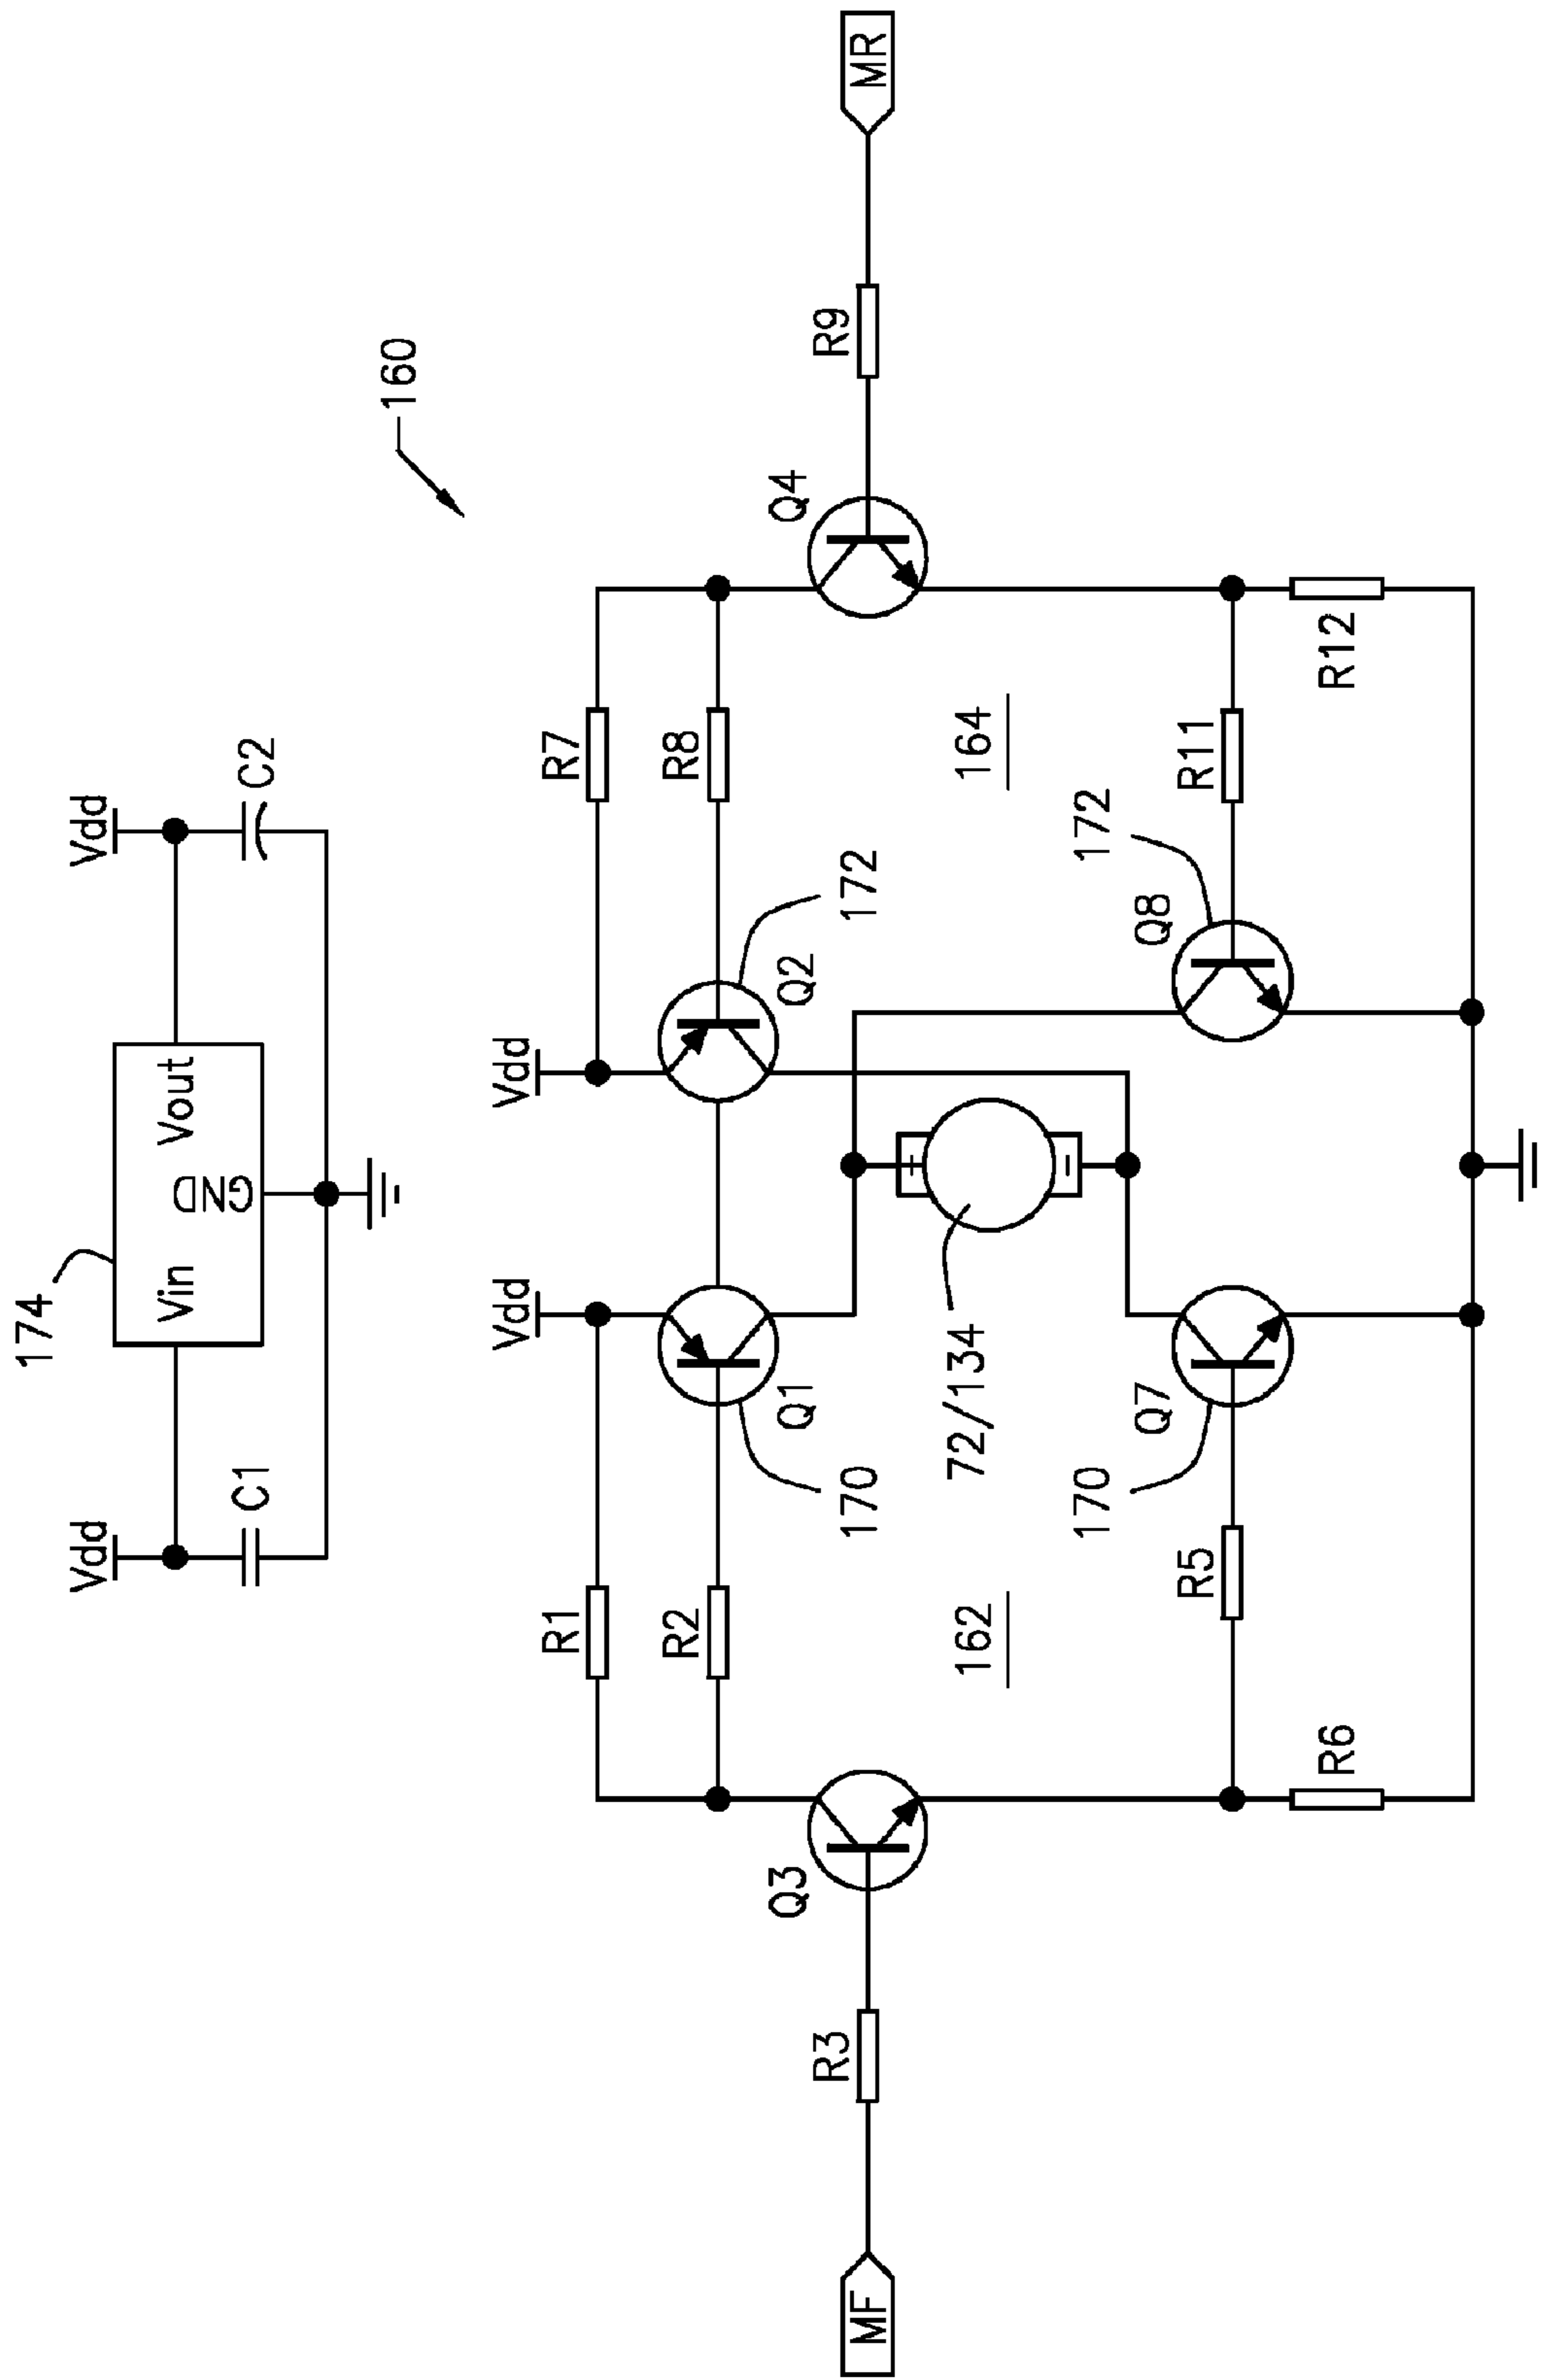 174
Vdd
Vin
GND
Vout
Vdd
C1
C2
160
Vdd
Vdd
R1
R7
R2
R8
Q1
Q2
170
172
Q3
Q4
MF
R3
R9
MR
72/134
162
164
170
172
Q7
Q8
R5
R11
R6
R12
+
-